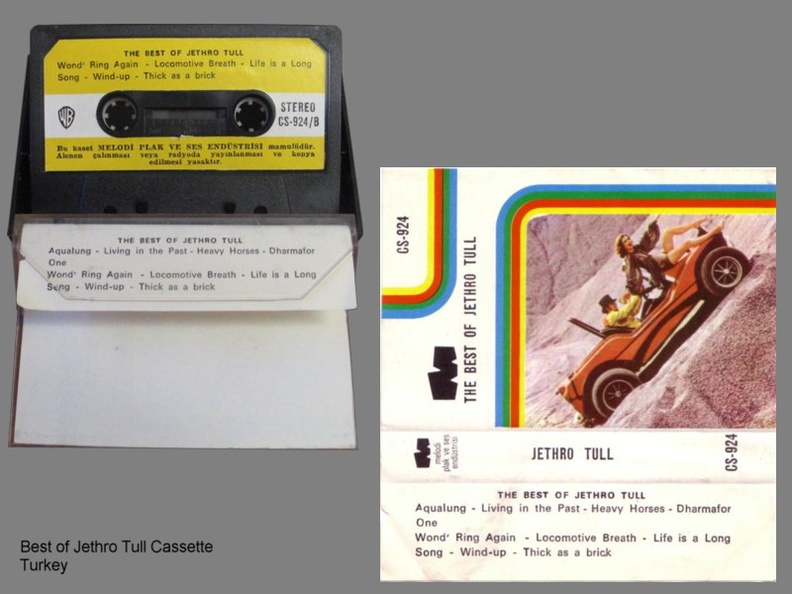 THE BEST OF JETHRO TULL
Wond' Ring Again - Locomotive Breath - Life is a Long
Song - Wind-up - Thick as a brick
STEREO
CS-924/B
Bu kaset MELODİ PLAK VE SES ENDÜSTRİSİ mamulüdür.
Alenen çalınması veya radyoda yayınlanması ve kopya
edilmesi yasaktır.
THE BEST OF JETHRO TULL
Aqualung - Living in the Past - Heavy Horses - Dharmafor
One
Wond' Ring Again - Locomotive Breath - Life is a Long
Song - Wind-up - Thick as a brick
CS-924
THE BEST OF JETHRO TULL
melodi
plak ve ses
endüstrisi
JETHRO TULL
CS-924
THE BEST OF JETHRO TULL
Aqualung - Living in the Past - Heavy Horses - Dharmafor
One
Wond' Ring Again - Locomotive Breath - Life is a Long
Song - Wind-up - Thick as a brick
Best of Jethro Tull Cassette
Turkey